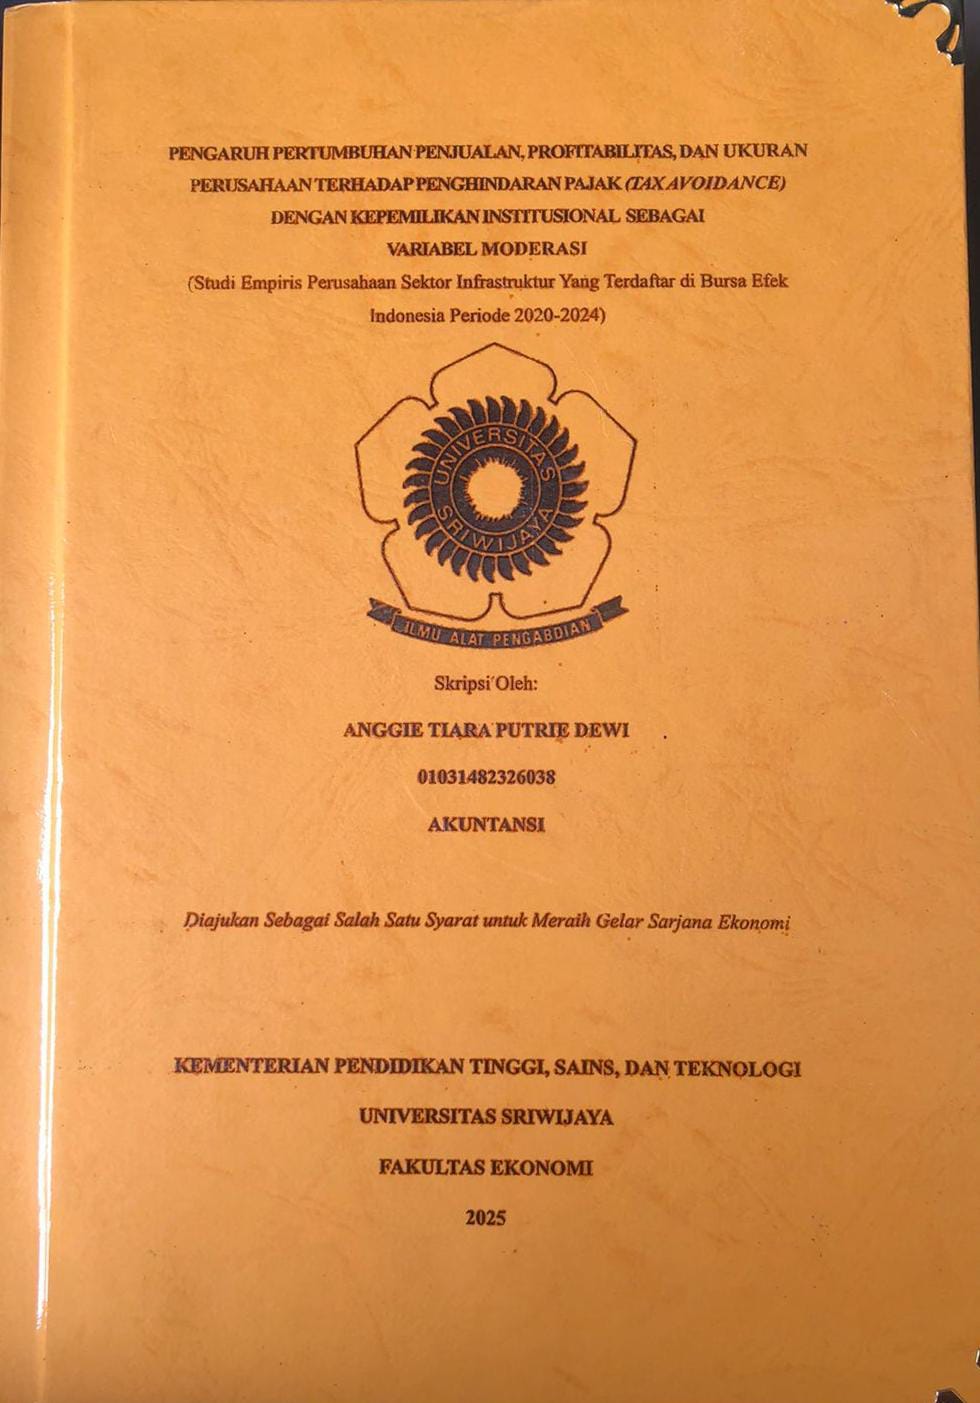 PENGARUH PERTUMBUHAN PENJUALAN, PROFITABILITAS, DAN UKURAN
PERUSAHAAN TERHADAP PENGHINDARAN PAJAK (TAX AVOIDANCE)
DENGAN KEPEMILIKAN INSTITUSIONAL SEBAGAI
VARIABEL MODERASI
(Studi Empiris Perusahaan Sektor Infrastruktur Yang Terdaftar di Bursa Efek
Indonesia Periode 2020-2024)
UNIVERSITAS
SRIWIJAYA
ILMU ALAT PENGABDIAN
Skripsi Oleh:
ANGGIE TIARA PUTRIE DEWI
01031482326038
AKUNTANSI
Diajukan Sebagai Salah Satu Syarat untuk Meraih Gelar Sarjana Ekonomi
KEMENTERIAN PENDIDIKAN TINGGI, SAINS, DAN TEKNOLOGI
UNIVERSITAS SRIWIJAYA
FAKULTAS EKONOMI
2025